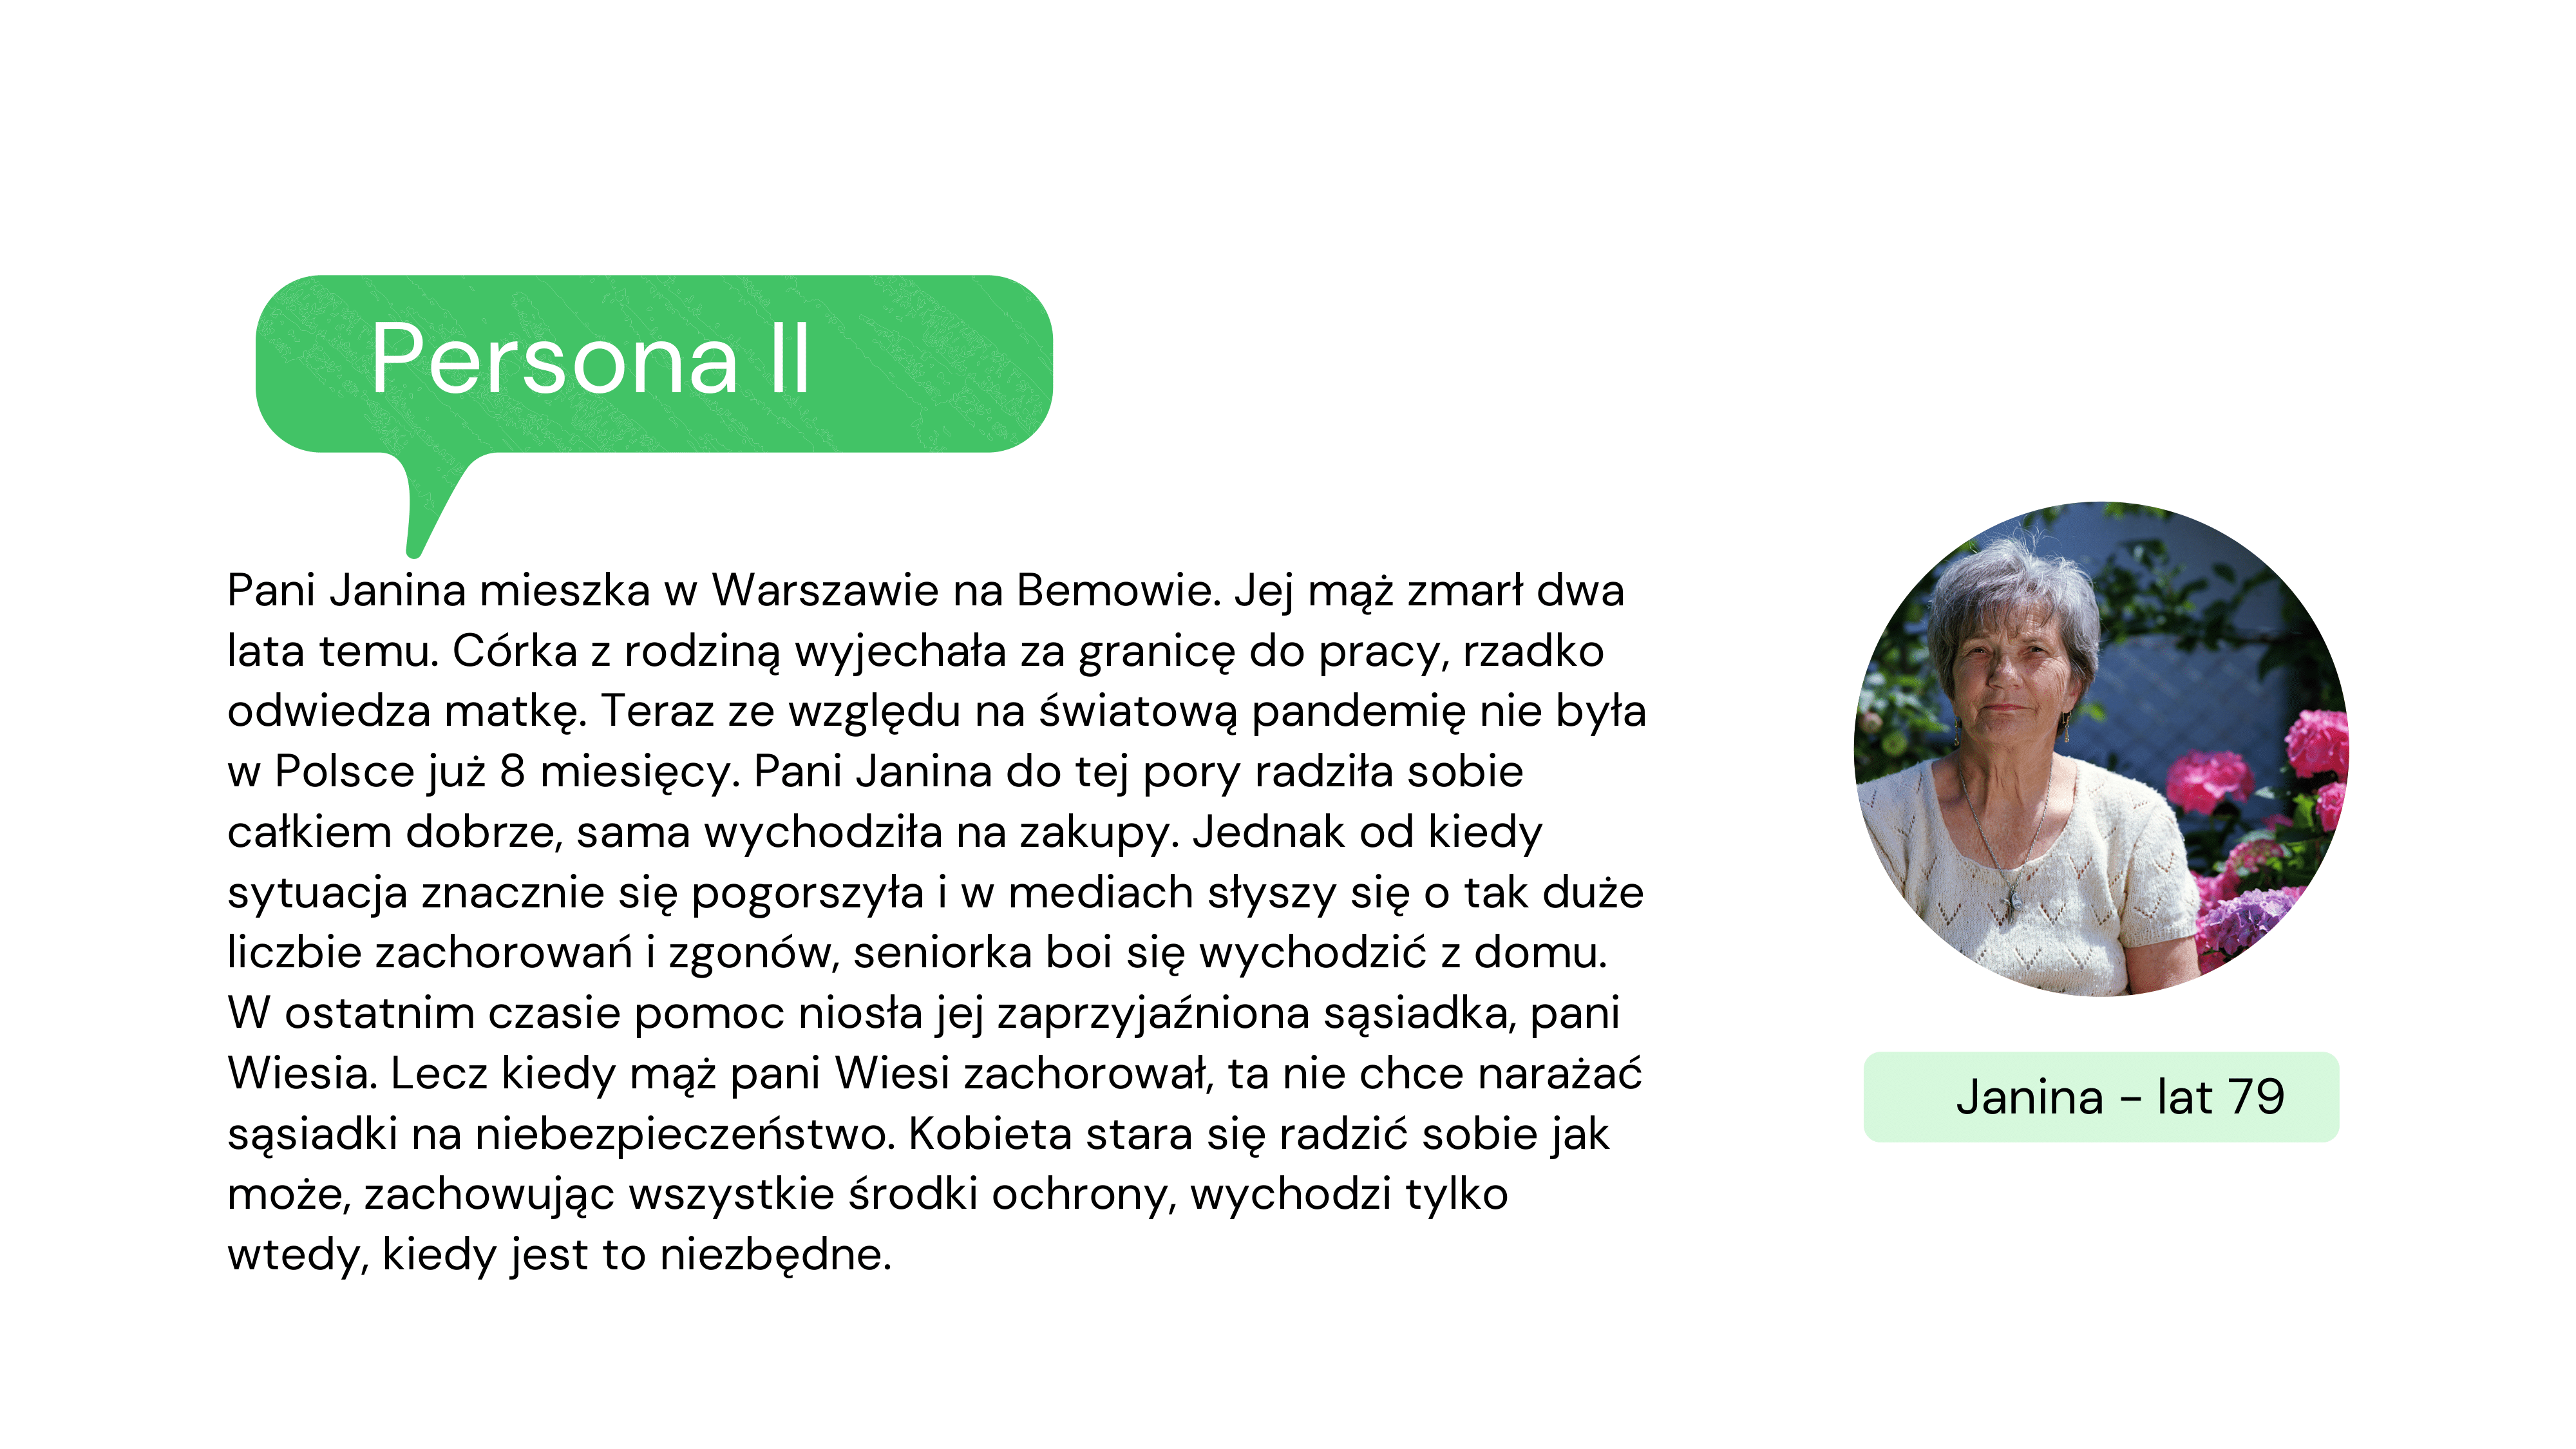 Persona II
Pani Janina mieszka w Warszawie na Bemowie. Jej mąż zmarł dwa
lata temu. Córka z rodziną wyjechała za granicę do pracy, rzadko
odwiedza matkę. Teraz ze względu na światową pandemię nie była
w Polsce już 8 miesięcy. Pani Janina do tej pory radziła sobie
całkiem dobrze, sama wychodziła na zakupy. Jednak od kiedy
sytuacja znacznie się pogorszyła i w mediach słyszy się o tak duże
liczbie zachorowań i zgonów, seniorka boi się wychodzić z domu.
W ostatnim czasie pomoc niosła jej zaprzyjaźniona sąsiadka, pani
Wiesia. Lecz kiedy mąż pani Wiesi zachorował, ta nie chce narażać
sąsiadki na niebezpieczeństwo. Kobieta stara się radzić sobie jak
może, zachowując wszystkie środki ochrony, wychodzi tylko
wtedy, kiedy jest to niezbędne.
Janina - lat 79